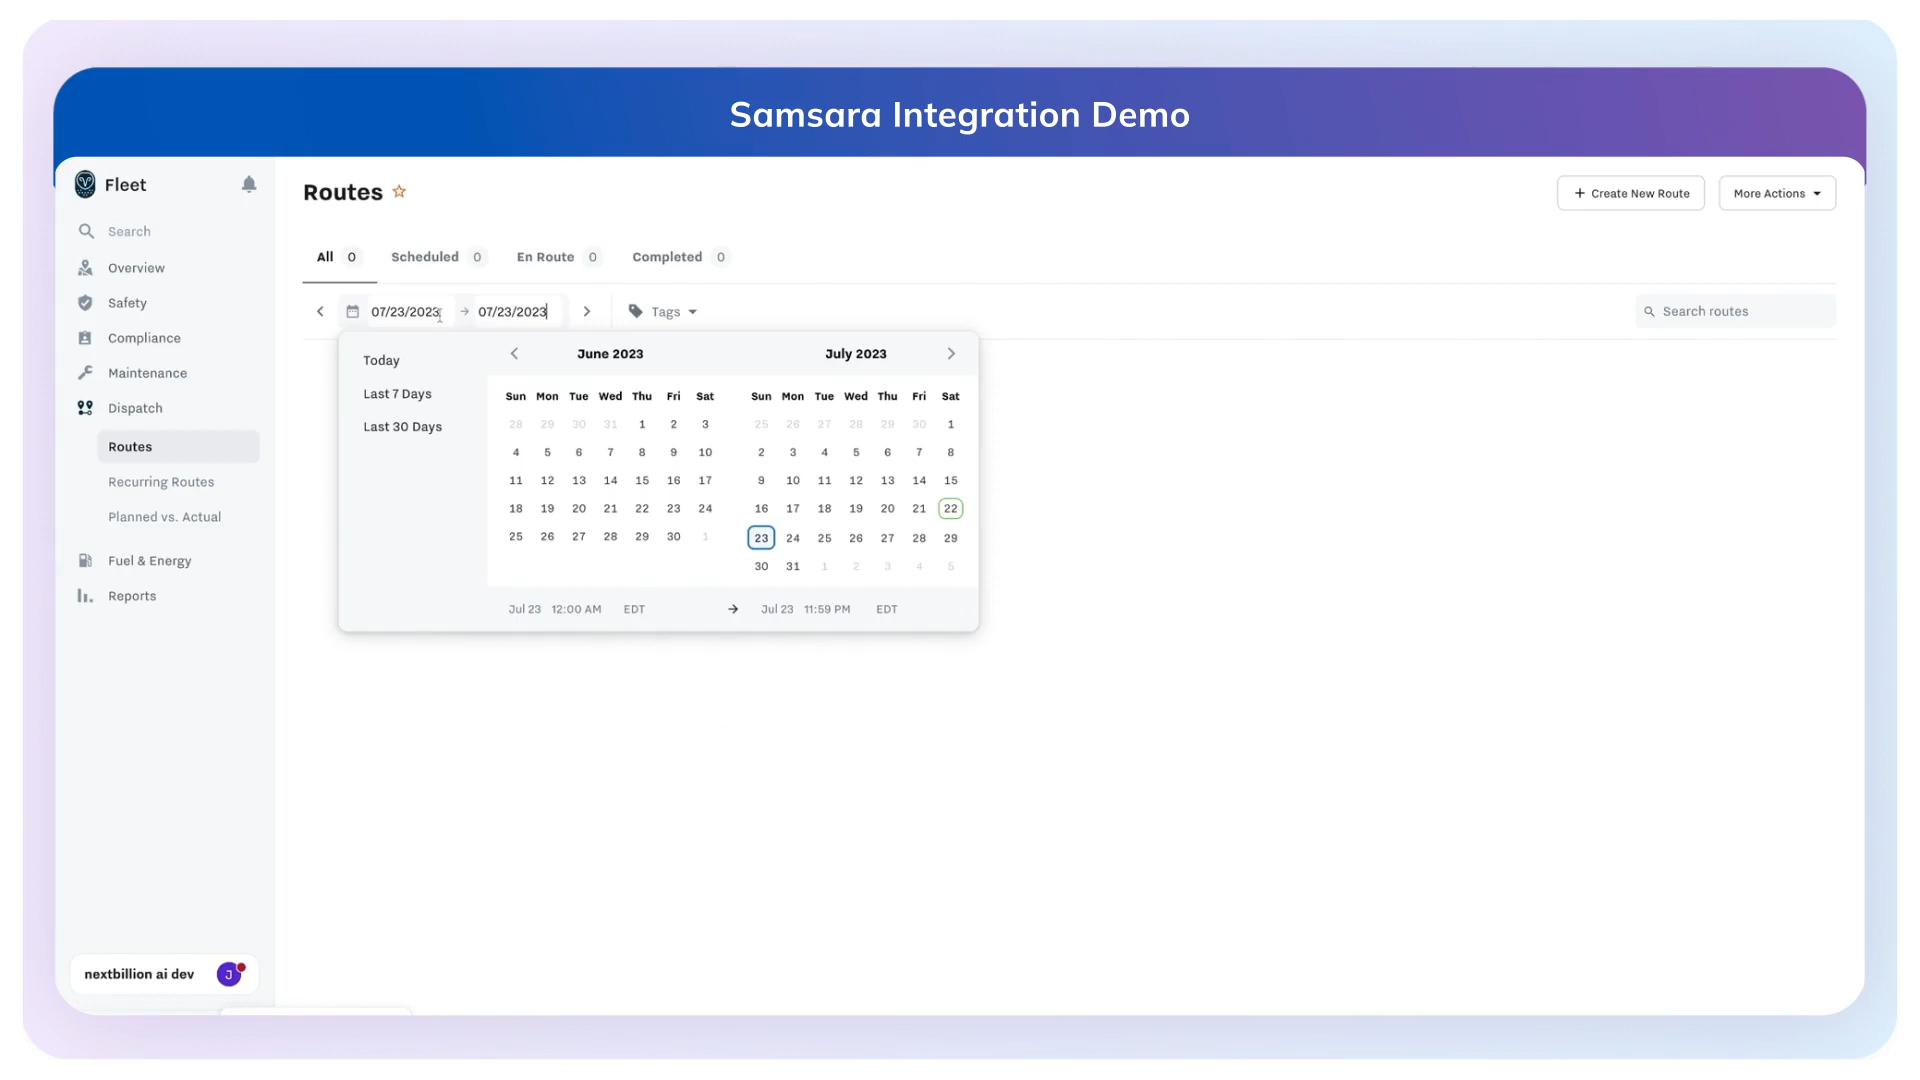 Samsara Integration Demo
Fleet
Search
Overview
Safety
Compliance
Maintenance
Dispatch
Routes
Recurring Routes
Planned vs. Actual
Fuel & Energy
Reports
nextbillion ai dev J
Routes
+ Create New Route More Actions
All 0 Scheduled 0 En Route 0 Completed 0
07/23/2023 → 07/23/2023 Tags Search routes
Today
Last 7 Days
Last 30 Days
June 2023
Sun Mon Tue Wed Thu Fri Sat
28 29 30 31 1 2 3
4 5 6 7 8 9 10
11 12 13 14 15 16 17
18 19 20 21 22 23 24
25 26 27 28 29 30 1
July 2023
Sun Mon Tue Wed Thu Fri Sat
25 26 27 28 29 30 1
2 3 4 5 6 7 8
9 10 11 12 13 14 15
16 17 18 19 20 21 22
23 24 25 26 27 28 29
30 31 1 2 3 4 5
Jul 23 12:00 AM EDT → Jul 23 11:59 PM EDT